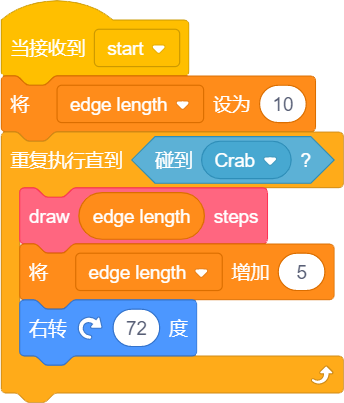 当接收到 start
将 edge length 设为 10
重复执行直到 碰到 Crab ?
draw edge length steps
将 edge length 增加 5
右转 72 度